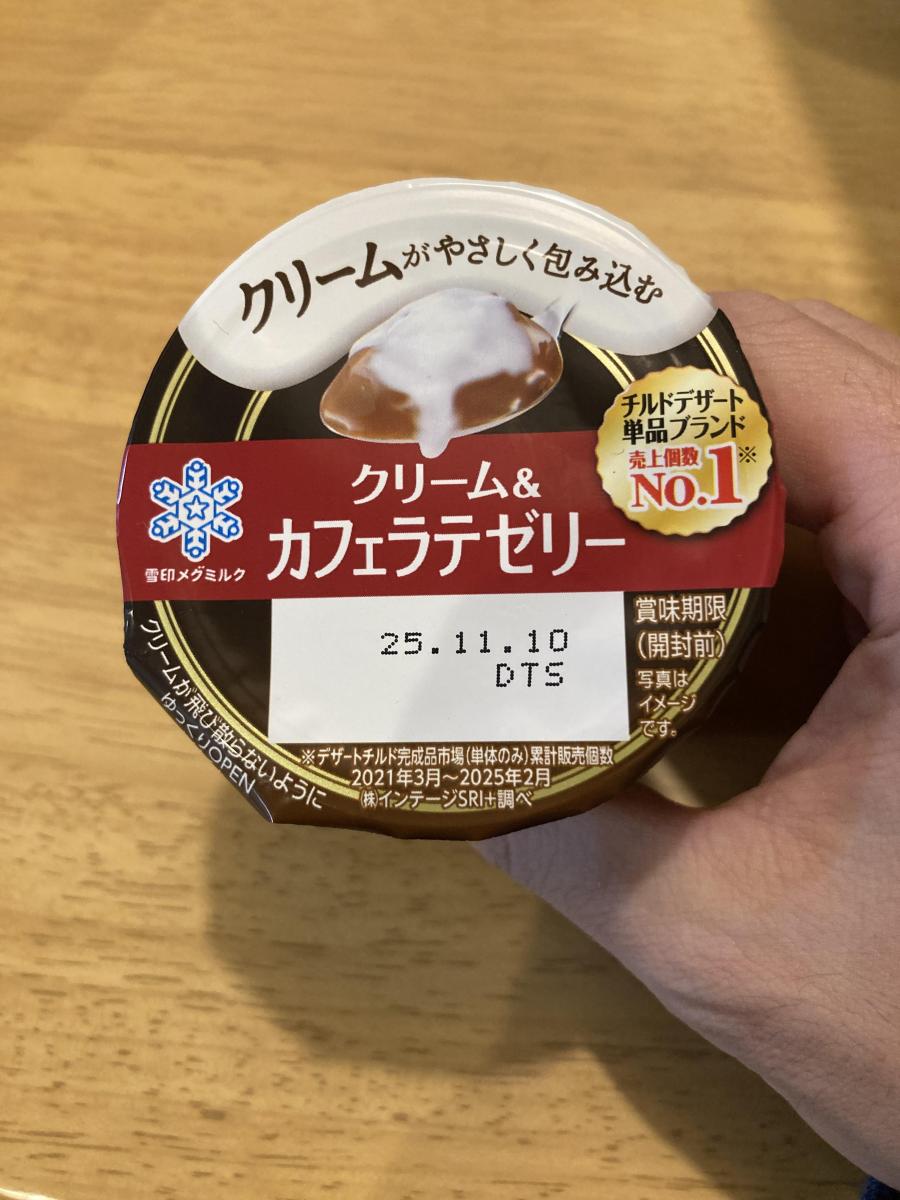 クリームがやさしく包み込む
チルドデザート
単品ブランド
売上個数※
No.1
クリーム&
カフェラテゼリー
雪印メグミルク
賞味期限
(開封前)
25.11.10
DTS
写真は
イメージ
です。
クリームが飛び散らないように
ゆっくりOPEN
※デザートチルド完成品市場(単体のみ)累計販売個数
2021年3月~2025年2月
㈱インテージSRI+調べ